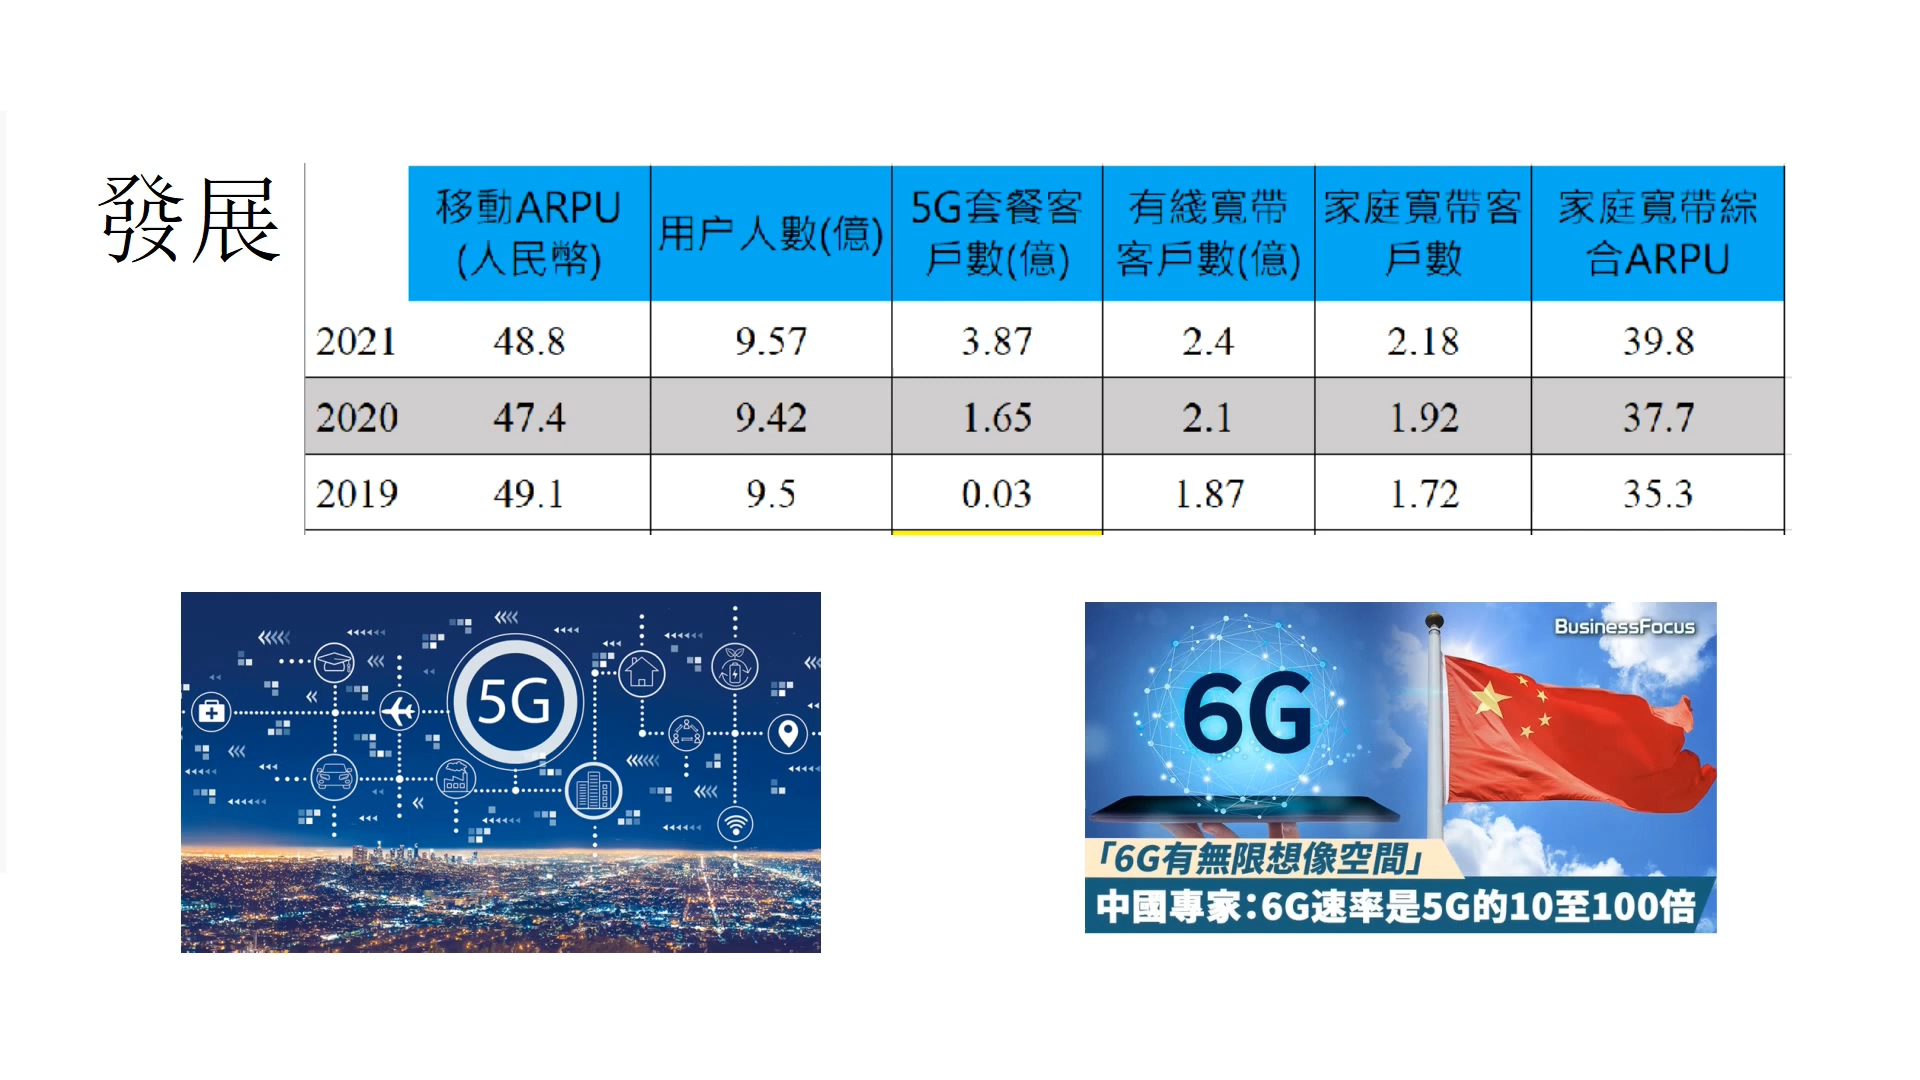 發展
移動ARPU
(人民幣)
用户人數(億)
5G套餐客
戶數(億)
有綫寬帶
客戶數(億)
家庭寬帶客
戶數
家庭寬帶綜
合ARPU
2021 48.8 9.57 3.87 2.4 2.18 39.8
2020 47.4 9.42 1.65 2.1 1.92 37.7
2019 49.1 9.5 0.03 1.87 1.72 35.3
5G
BusinessFocus
6G
「6G有無限想像空間」
中國專家：6G速率是5G的10至100倍